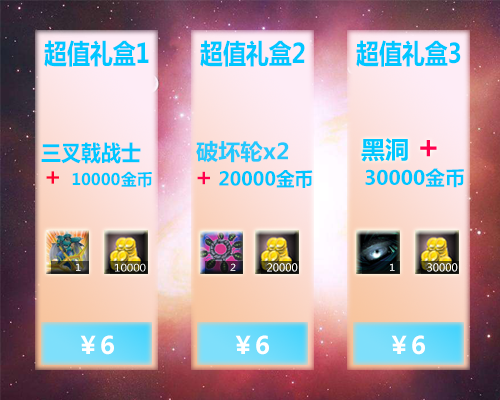 超值礼盒1
三叉戟战士
+ 10000金币
1
10000
¥6
超值礼盒2
破坏轮x2
+ 20000金币
2
20000
¥6
超值礼盒3
黑洞 +
30000金币
1
30000
¥6